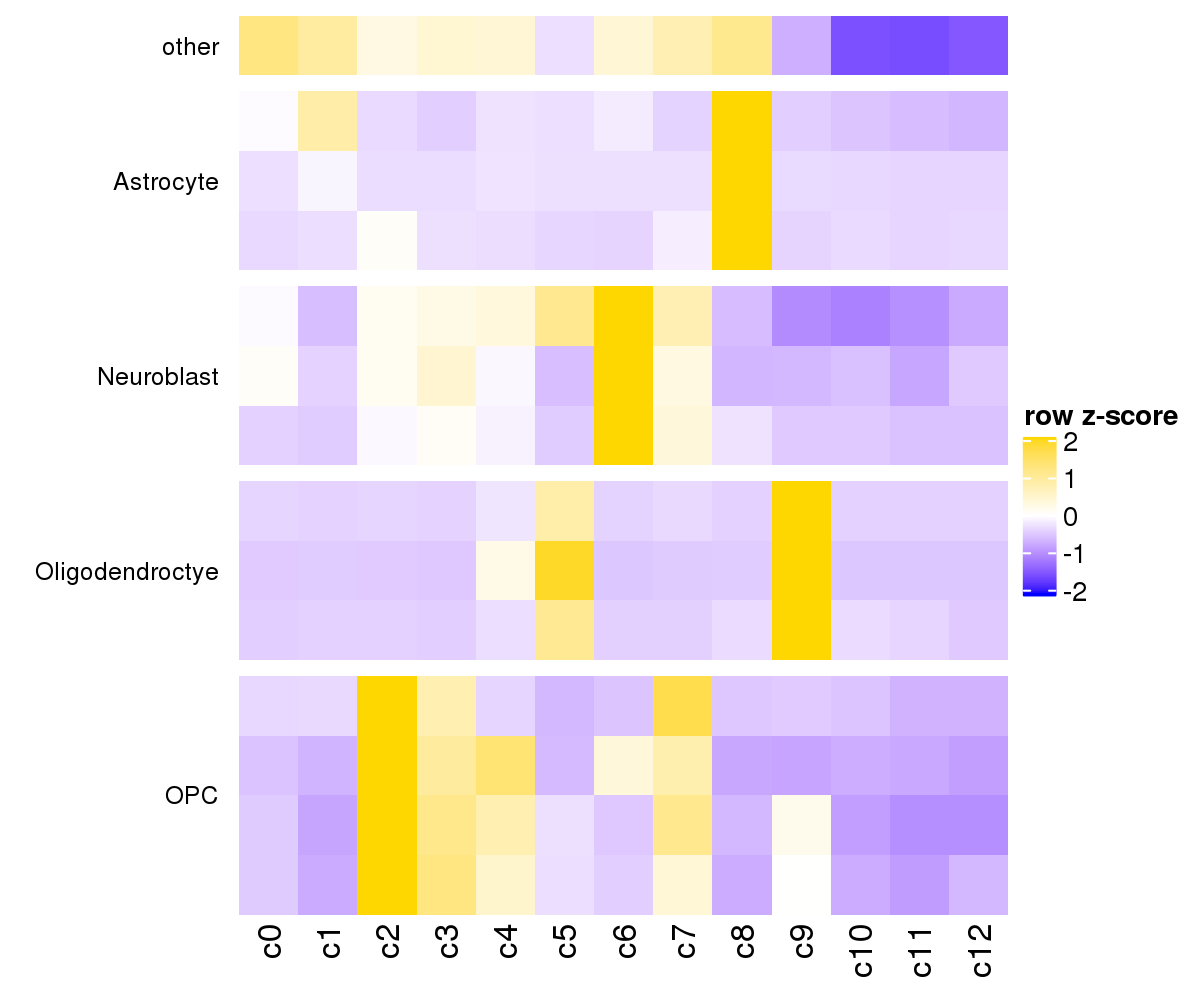 other
Astrocyte
Neuroblast
Oligodendroctye
OPC
c0 c1 c2 c3 c4 c5 c6 c7 c8 c9 c10 c11 c12
row z-score
2
1
0
-1
-2